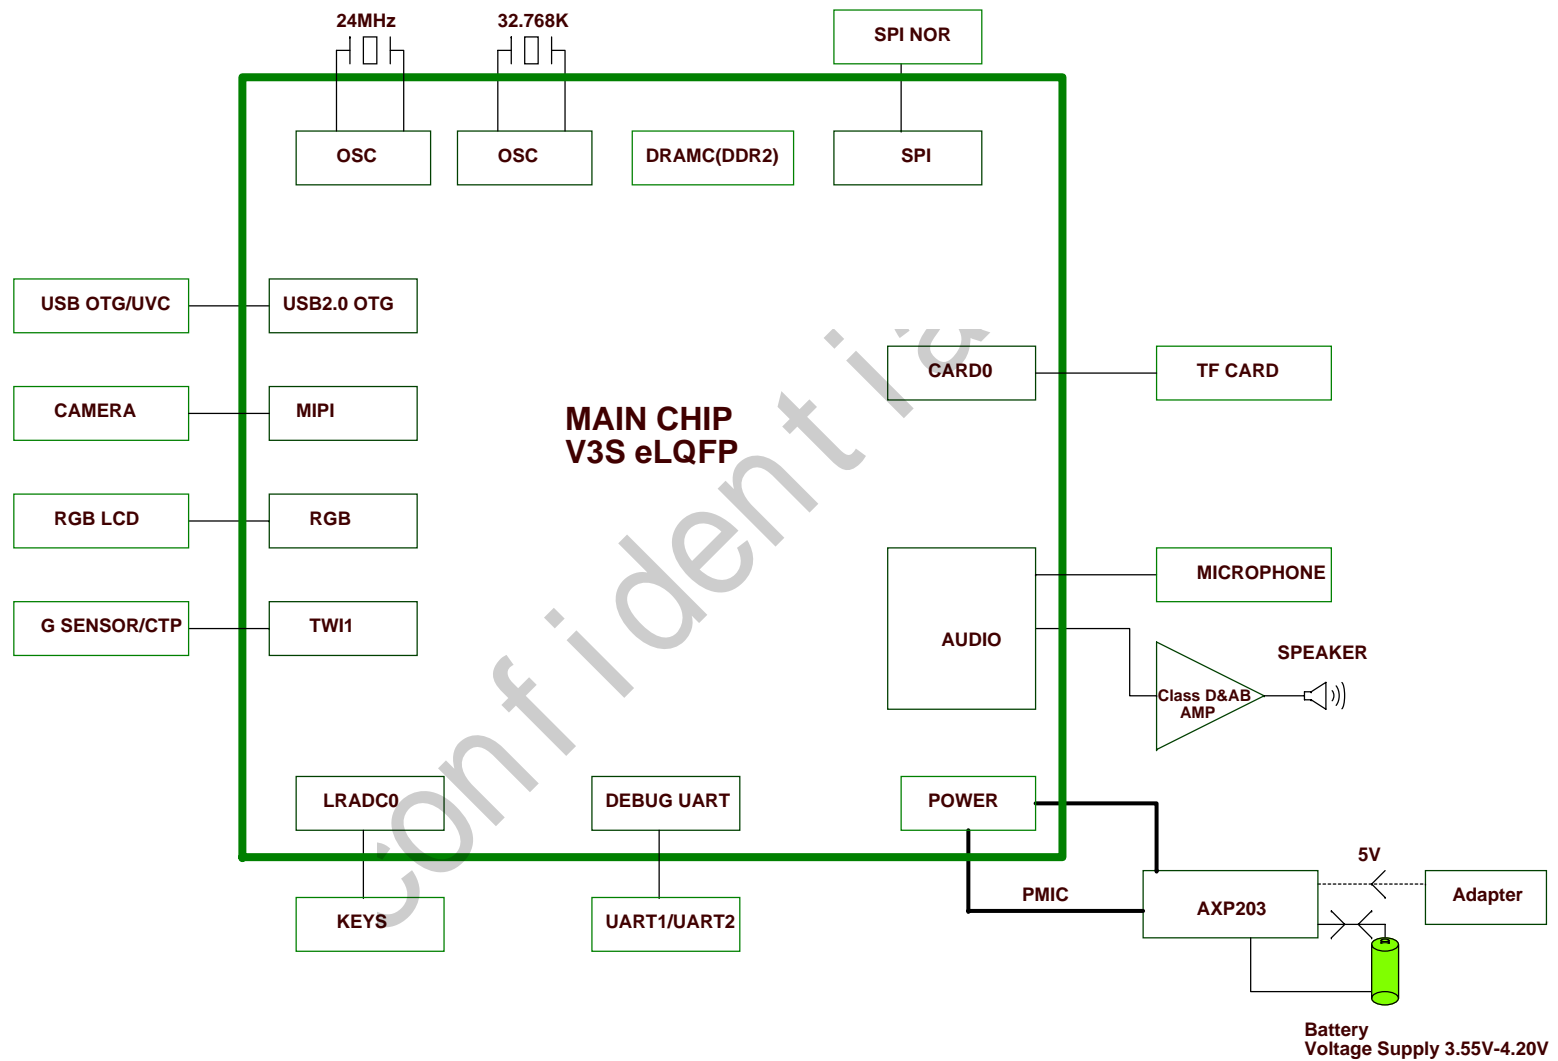 24MHz
32.768K
SPI NOR
OSC
OSC
DRAMC(DDR2)
SPI
USB OTG/UVC
USB2.0 OTG
CARD0
TF CARD
CAMERA
MIPI
MAIN CHIP
V3S eLQFP
RGB LCD
RGB
MICROPHONE
G SENSOR/CTP
TWI1
AUDIO
SPEAKER
Class D&AB
AMP
LRADC0
DEBUG UART
POWER
5V
PMIC
AXP203
Adapter
KEYS
UART1/UART2
Battery
Voltage Supply 3.55V-4.20V
confidentia